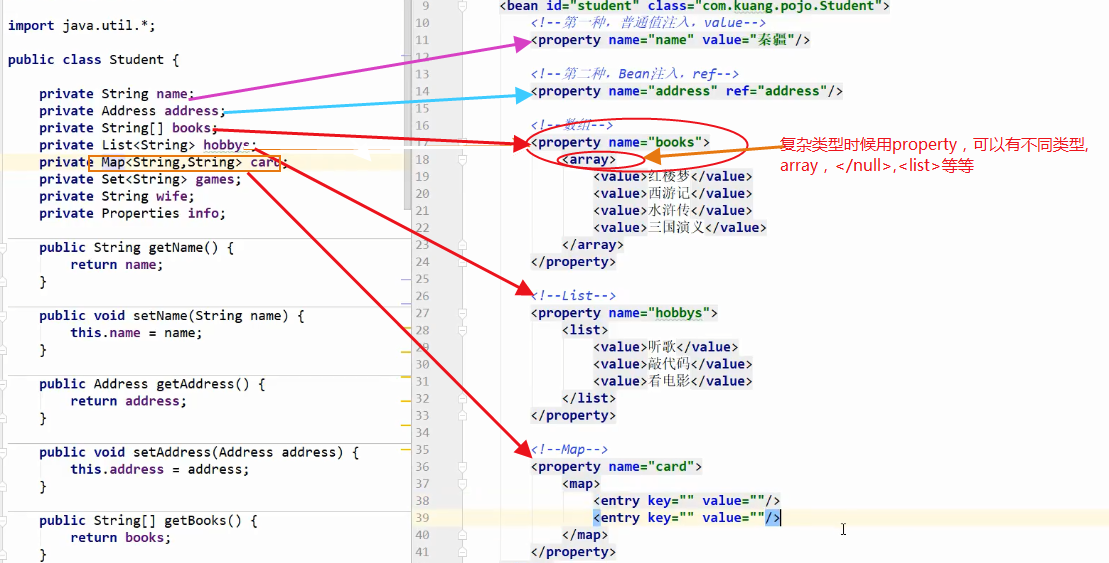 import java.util.*;
public class Student {
private String name;
private Address address;
private String[] books;
private List<String> hobbys;
private Map<String,String> card;
private Set<String> games;
private String wife;
private Properties info;
public String getName() {
return name;
}
public void setName(String name) {
this.name = name;
}
public Address getAddress() {
return address;
}
public void setAddress(Address address) {
this.address = address;
}
public String[] getBooks() {
return books;
}
9 <bean id="student" class="com.kuang.pojo.Student">
10 <!--第一种，普通值注入，value-->
11 <property name="name" value="秦疆"/>
12
13 <!--第二种，Bean注入，ref-->
14 <property name="address" ref="address"/>
15
16 <!--数组-->
17 <property name="books">
18 <array>
19 <value>红楼梦</value>
20 <value>西游记</value>
21 <value>水浒传</value>
22 <value>三国演义</value>
23 </array>
24 </property>
25
26 <!--List-->
27 <property name="hobbys">
28 <list>
29 <value>听歌</value>
30 <value>敲代码</value>
31 <value>看电影</value>
32 </list>
33 </property>
34
35 <!--Map-->
36 <property name="card">
37 <map>
38 <entry key="" value=""/>
39 <entry key="" value=""/>
40 </map>
41 </property>
复杂类型时候用property，可以有不同类型,
array，</null>,<list>等等